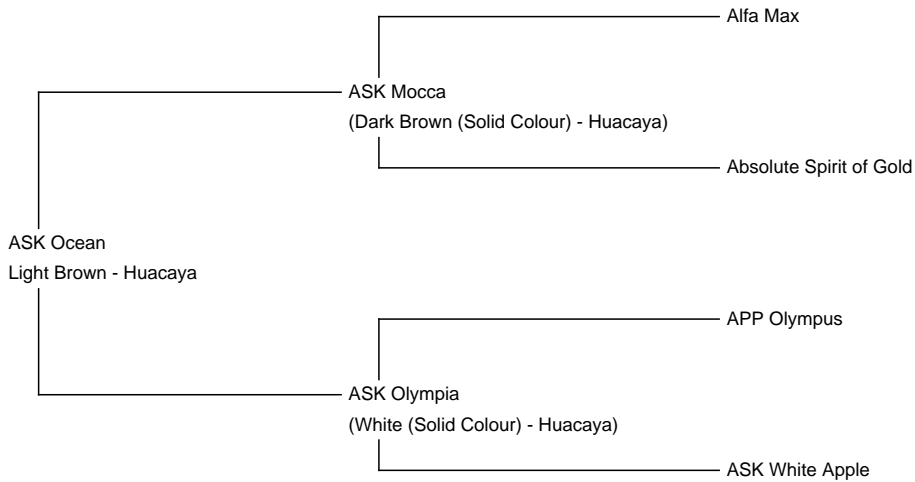 Alfa Max
ASK Mocca
(Dark Brown (Solid Colour) - Huacaya)
Absolute Spirit of Gold
ASK Ocean
Light Brown - Huacaya
APP Olympus
ASK Olympia
(White (Solid Colour) - Huacaya)
ASK White Apple